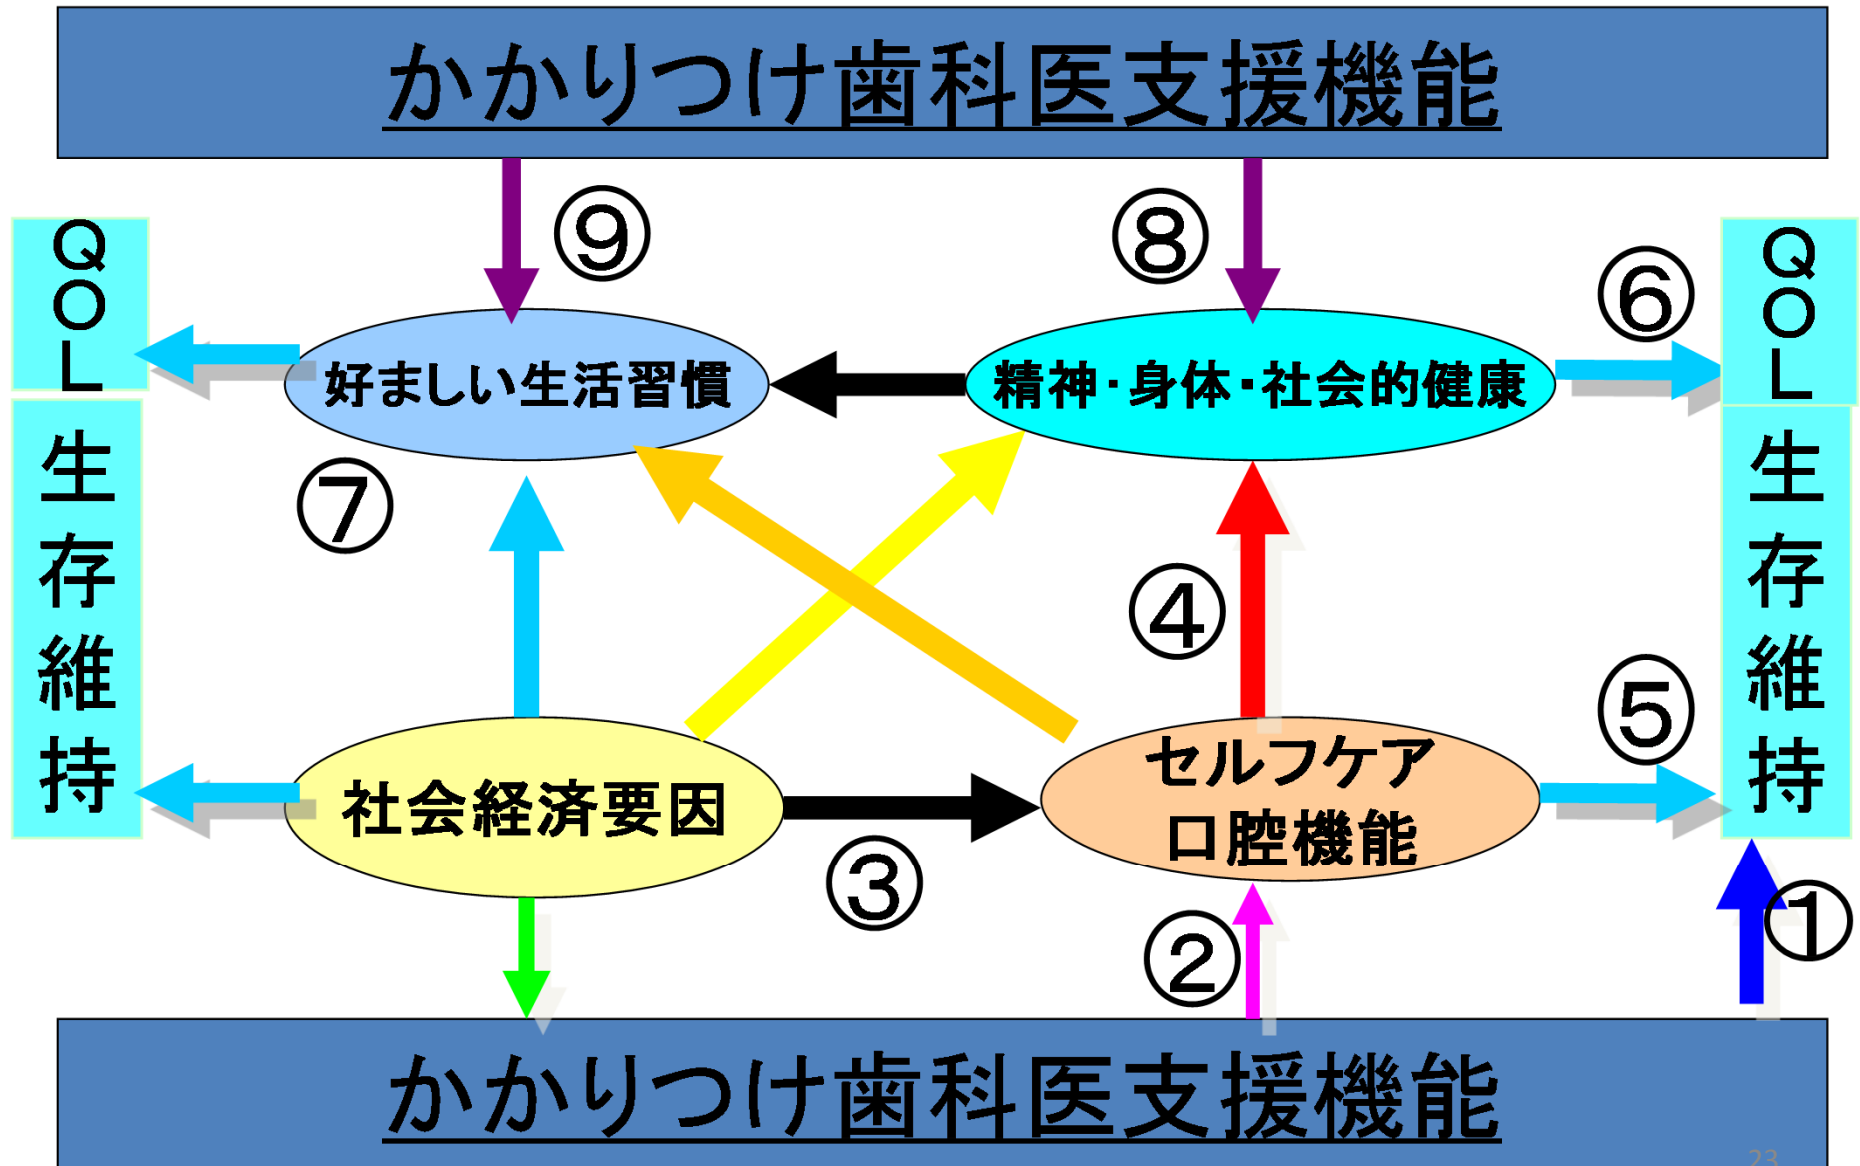 かかりつけ歯科医支援機能
⑨
⑧
⑥
QOL
QOL
好ましい生活習慣
精神・身体・社会的健康
生存維持
生存維持
⑦
④
⑤
社会経済要因
セルフケア
口腔機能
③
②
①
かかりつけ歯科医支援機能
23